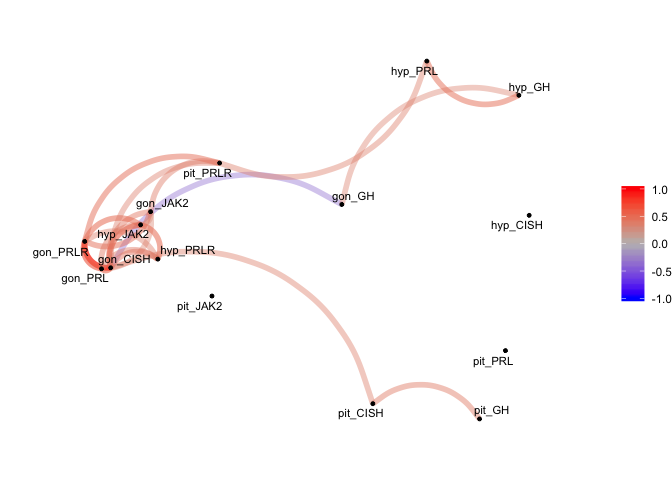 hyp_PRL
hyp_GH
pit_PRLR
gon_JAK2
gon_GH
hyp_CISH
hyp_JAK2
gon_PRLR
gon_CISH
hyp_PRLR
gon_PRL
pit_JAK2
pit_PRL
pit_CISH
pit_GH
1.0
0.5
0.0
-0.5
-1.0